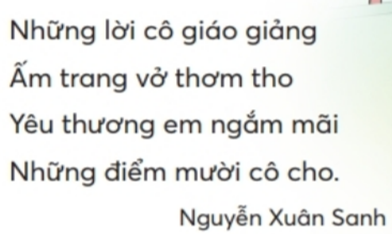 Những lời cô giáo giảng
Ấm trang vở thơm tho
Yêu thương em ngắm mãi
Những điểm mười cô cho.
Nguyễn Xuân Sanh